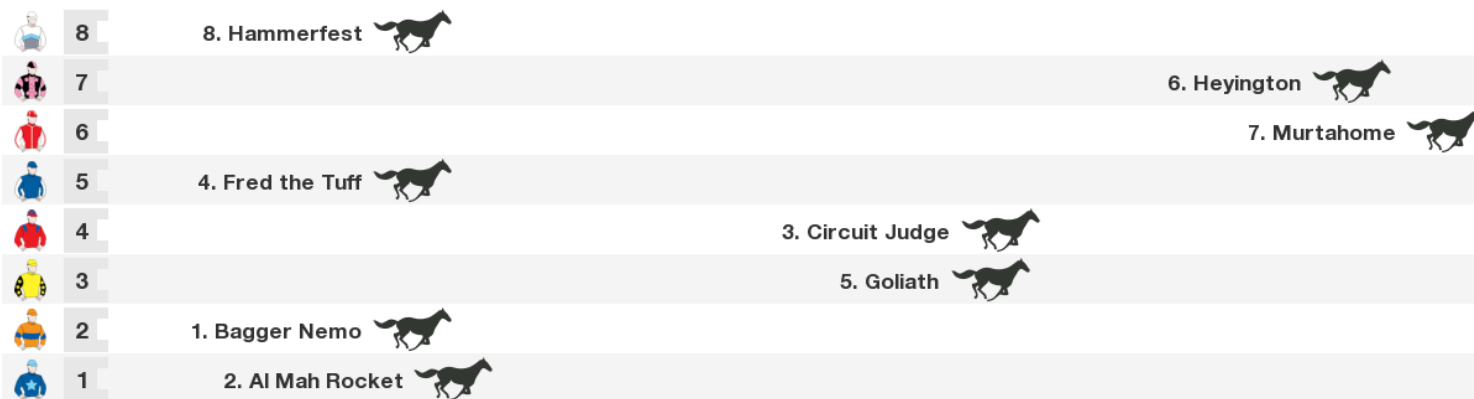 8 8. Hammerfest
7 6. Heyington
6 7. Murtahome
5 4. Fred the Tuff
4 3. Circuit Judge
3 5. Goliath
2 1. Bagger Nemo
1 2. Al Mah Rocket